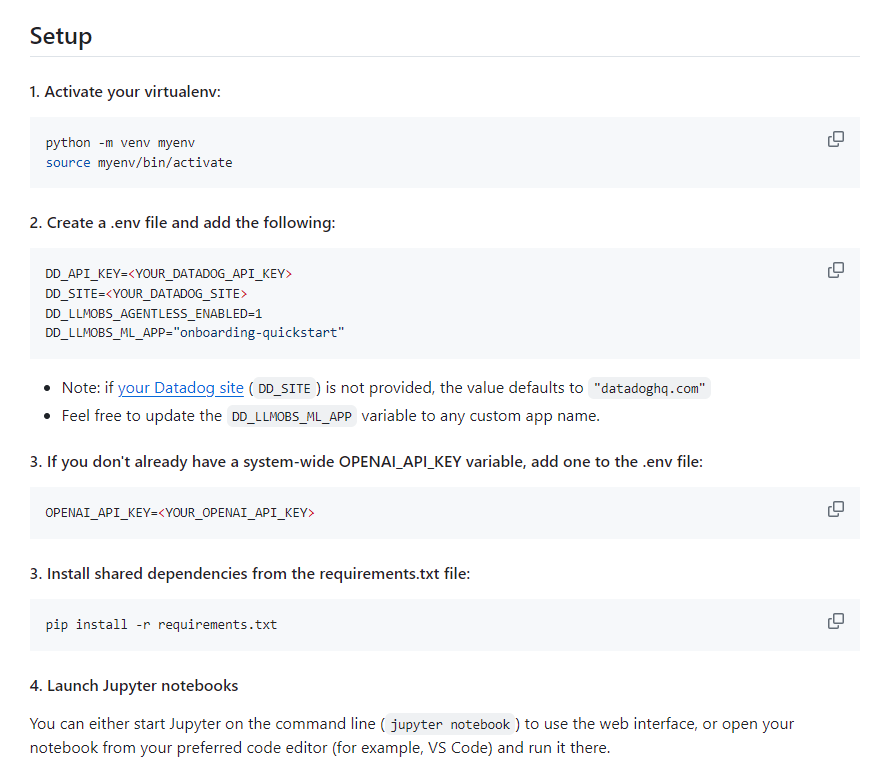 Setup
1. Activate your virtualenv:
python -m venv myenv
source myenv/bin/activate
2. Create a .env file and add the following:
DD_API_KEY=<YOUR_DATADOG_API_KEY>
DD_SITE=<YOUR_DATADOG_SITE>
DD_LLMOBS_AGENTLESS_ENABLED=1
DD_LLMOBS_ML_APP="onboarding-quickstart"
• Note: if your Datadog site ( DD_SITE ) is not provided, the value defaults to "datadoghq.com"
• Feel free to update the DD_LLMOBS_ML_APP variable to any custom app name.
3. If you don't already have a system-wide OPENAI_API_KEY variable, add one to the .env file:
OPENAI_API_KEY=<YOUR_OPENAI_API_KEY>
3. Install shared dependencies from the requirements.txt file:
pip install -r requirements.txt
4. Launch Jupyter notebooks
You can either start Jupyter on the command line ( jupyter notebook ) to use the web interface, or open your
notebook from your preferred code editor (for example, VS Code) and run it there.